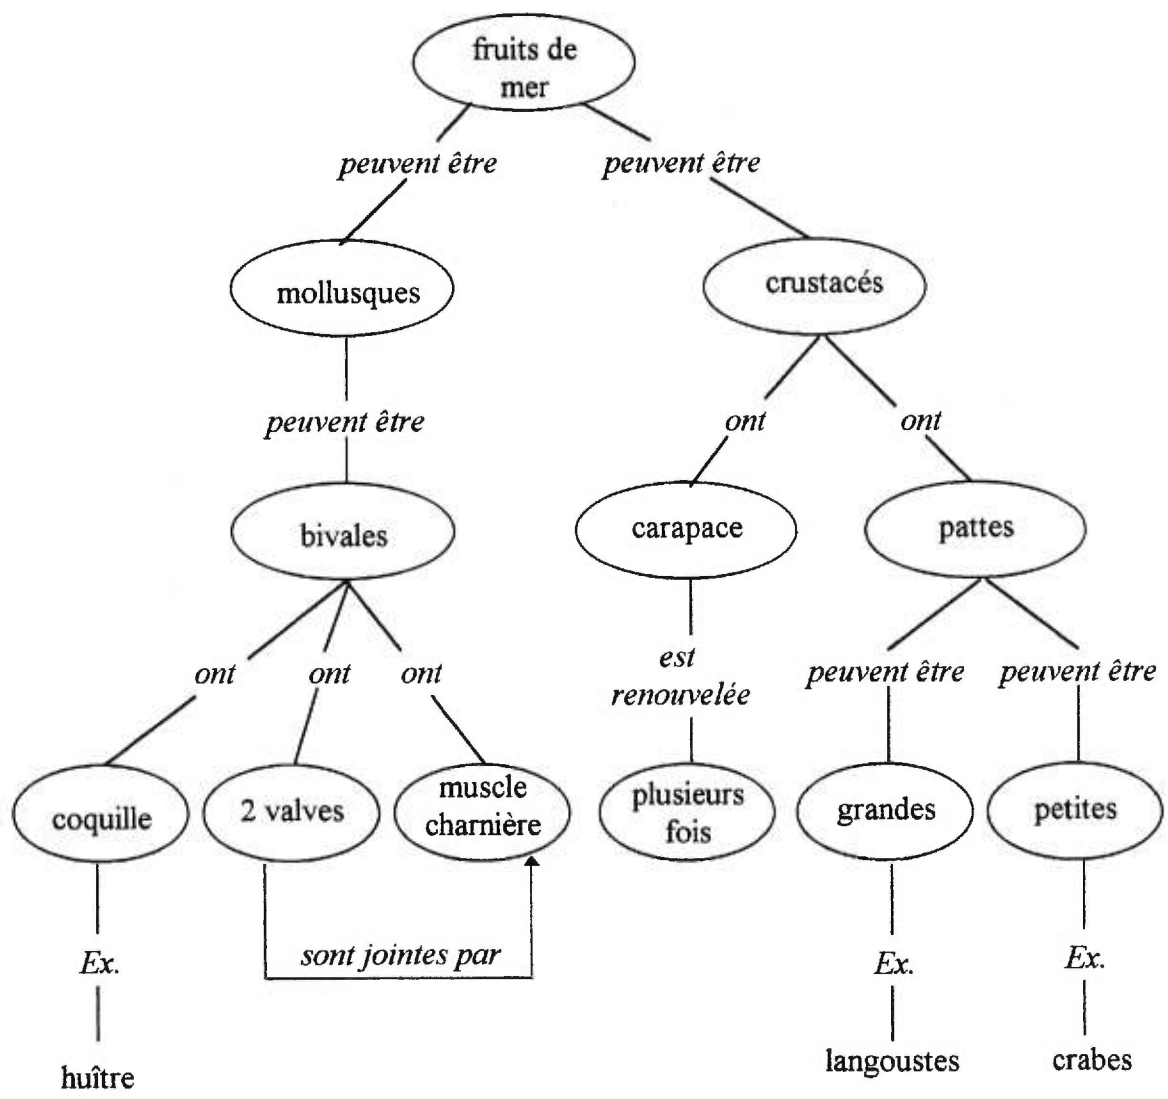 fruits de
mer
peuvent être
peuvent être
mollusques
crustacés
peuvent être
ont
ont
bivales
carapace
pattes
ont
ont
ont
est
renouvelée
peuvent être
peuvent être
coquille
2 valves
muscle
charnière
plusieurs
fois
grandes
petites
sont jointes par
Ex.
Ex.
Ex.
huître
langoustes
crabes